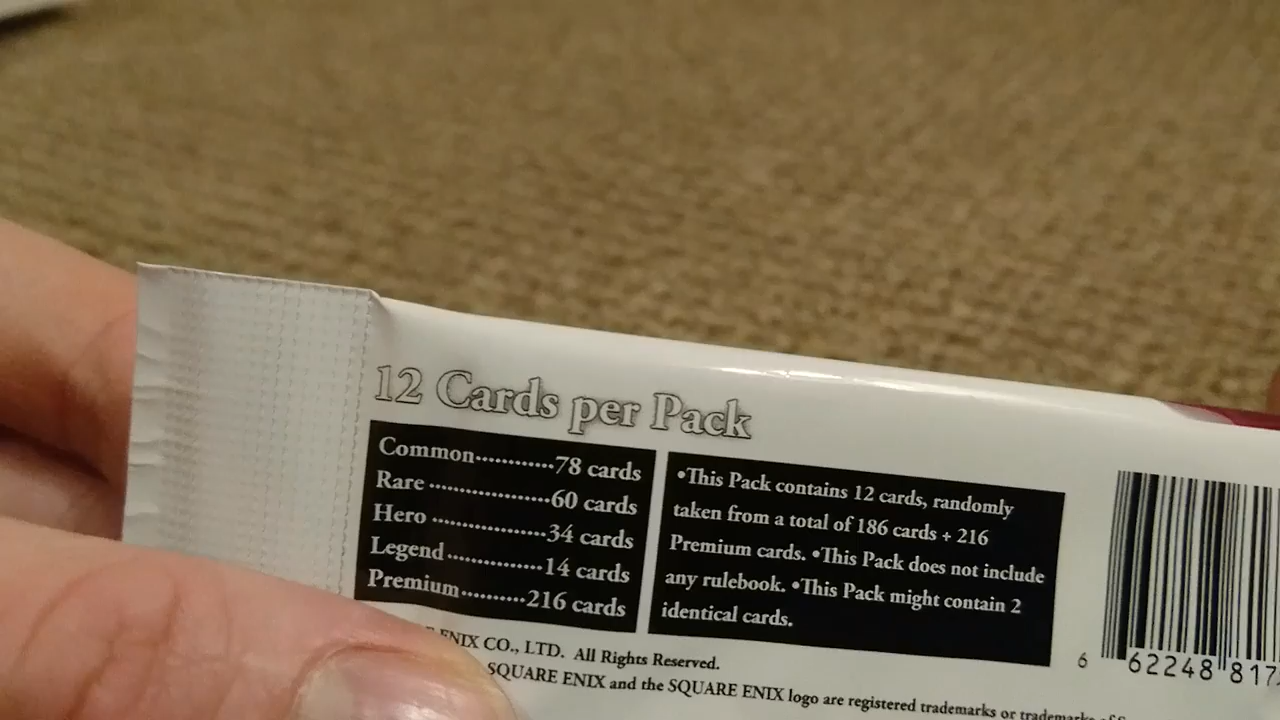 12 Cards per Pack
Common............78 cards
Rare ..................60 cards
Hero .................34 cards
Legend..............14 cards
Premium..........216 cards
•This Pack contains 12 cards, randomly
taken from a total of 186 cards + 216
Premium cards. •This Pack does not include
any rulebook. •This Pack might contain 2
identical cards.
ENIX CO., LTD. All Rights Reserved.
SQUARE ENIX and the SQUARE ENIX logo are registered trademarks or trademarks of
6 62248 817